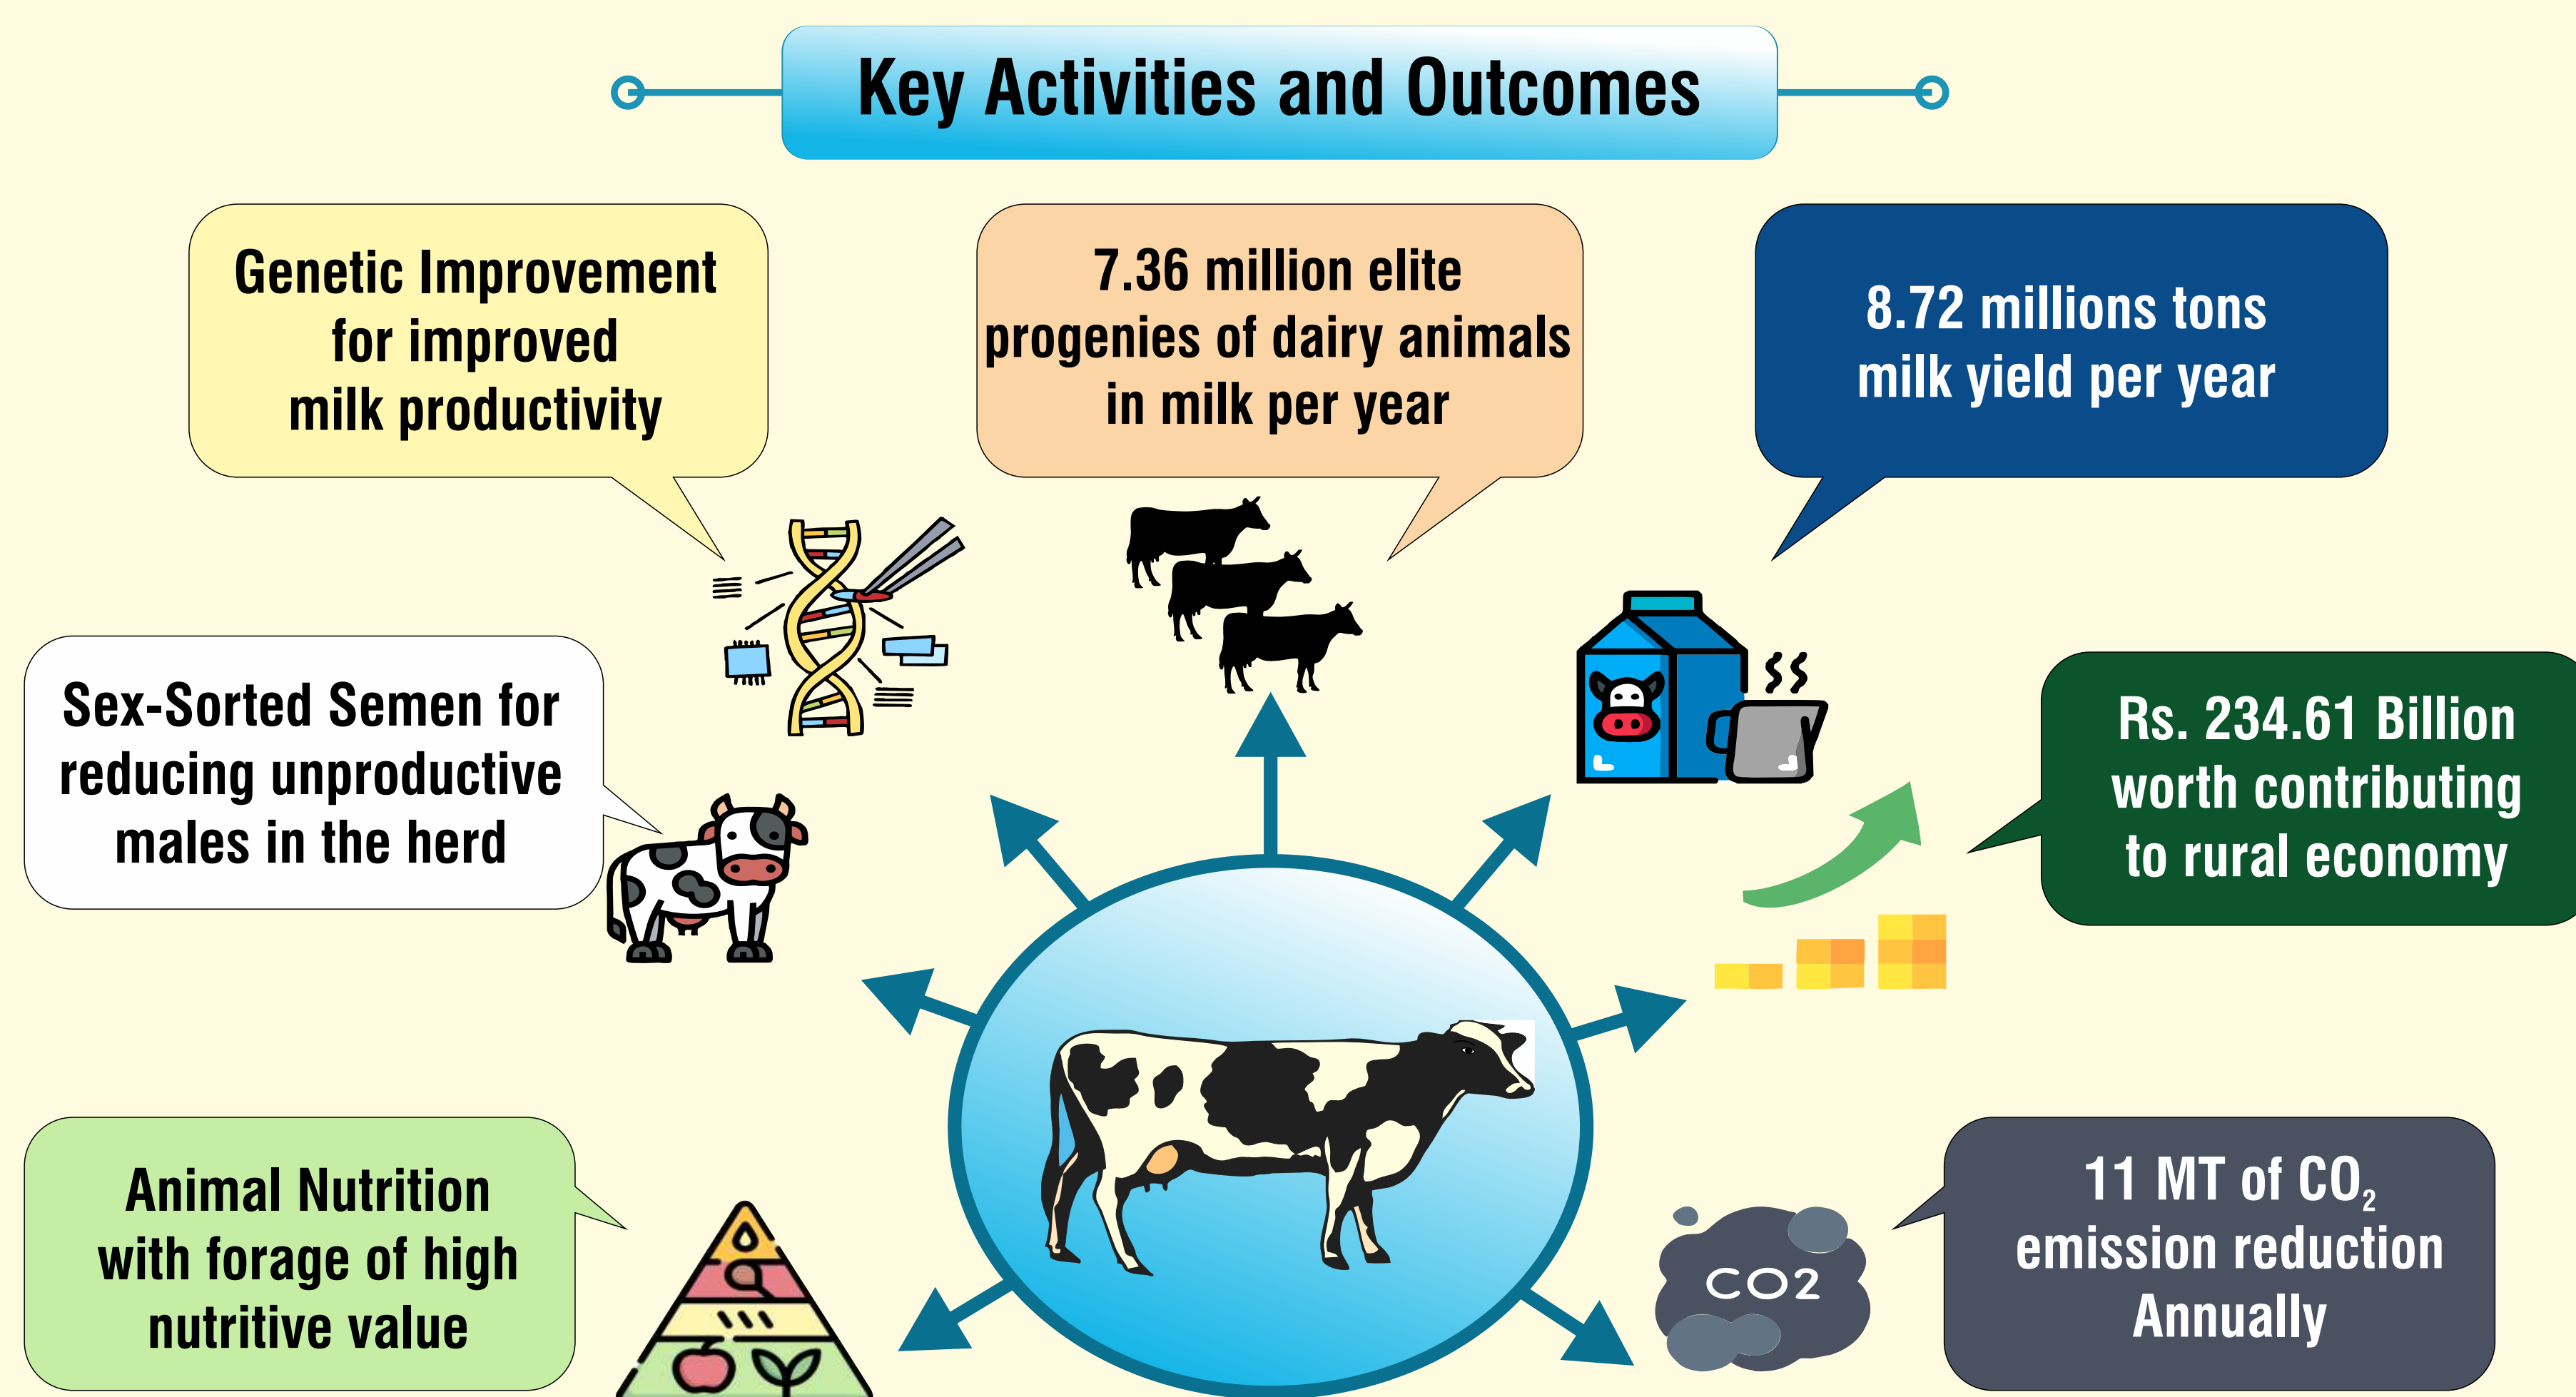 Key Activities and Outcomes
Genetic Improvement
for improved
milk productivity
7.36 million elite
progenies of dairy animals
in milk per year
8.72 millions tons
milk yield per year
Sex-Sorted Semen for
reducing unproductive
males in the herd
Rs. 234.61 Billion
worth contributing
to rural economy
Animal Nutrition
with forage of high
nutritive value
CO2
11 MT of CO₂
emission reduction
Annually